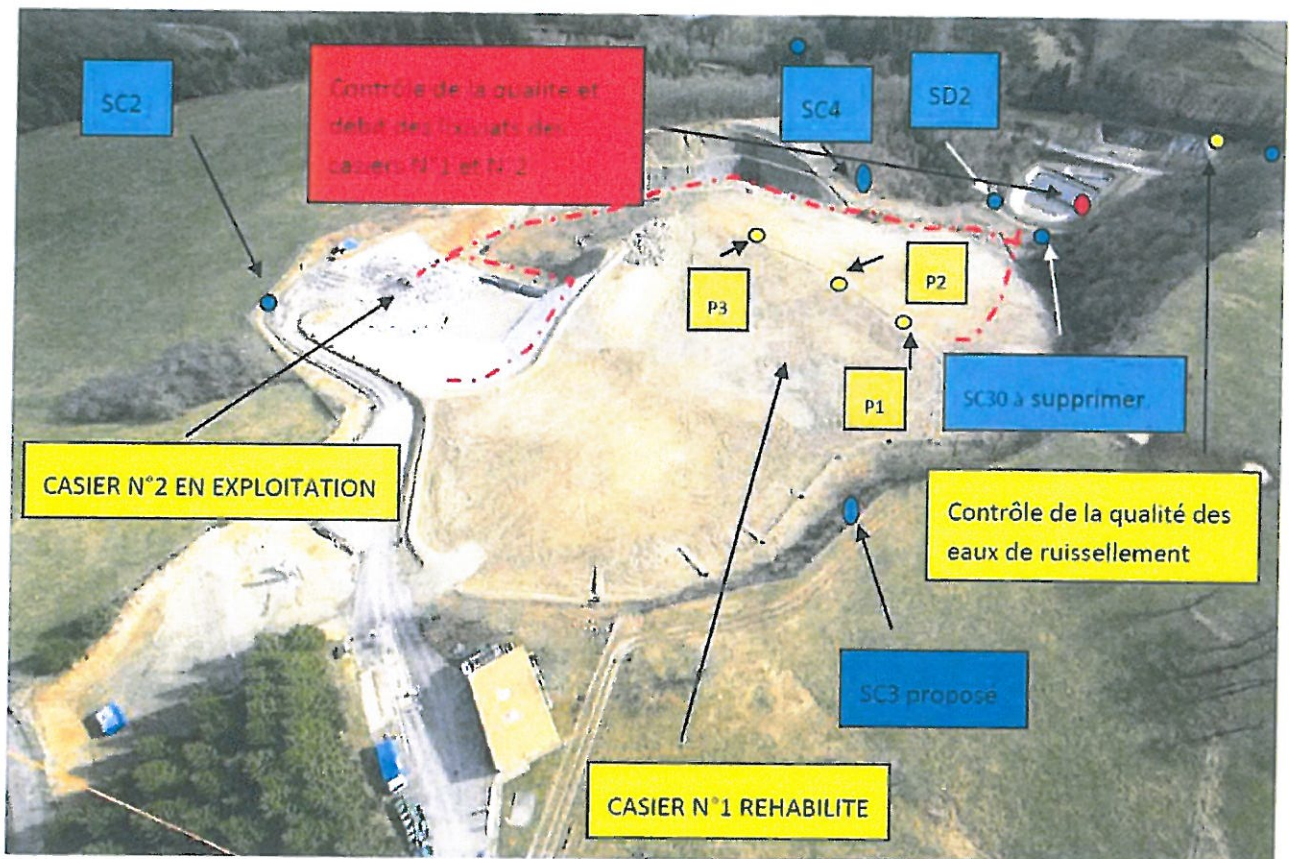 SC2
Contrôle de la qualité et
débit des lixiviats des
casiers N°1 et N°2
SC4
SD2
P3
P2
P1
SC30 à supprimer
CASIER N°2 EN EXPLOITATION
Contrôle de la qualité des
eaux de ruissellement
SC3 proposé
CASIER N°1 REHABILITE